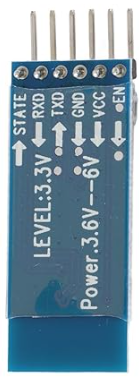 STATE
RXD
TXD
GND
VCC
EN
LEVEL:3.3V
Power.3.6V--6V